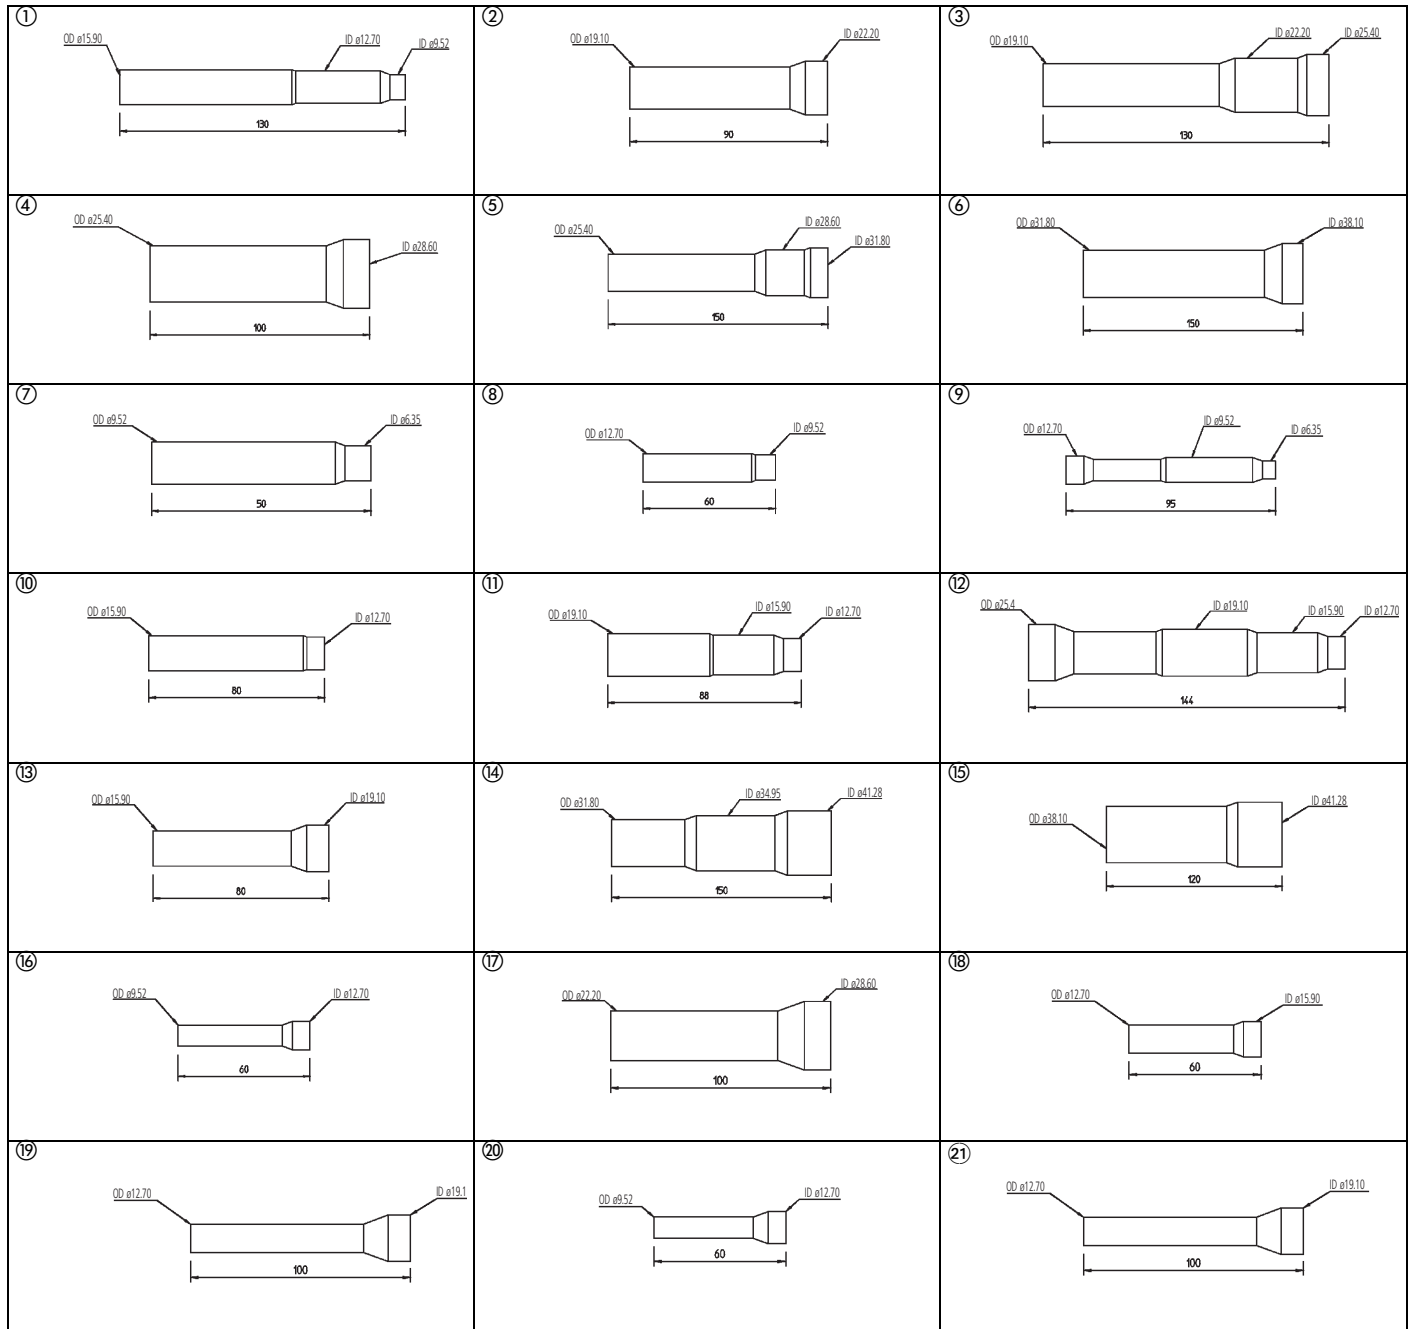 ① ② ③
OD ø15.90 ID ø12.70 ID ø9.52
130
OD ø19.10 ID ø22.20
90
OD ø19.10 ID ø22.20 ID ø25.40
130
④ ⑤ ⑥
OD ø25.40 ID ø28.60
100
OD ø25.40 ID ø28.60 ID ø31.80
150
OD ø31.80 ID ø38.10
150
⑦ ⑧ ⑨
OD ø9.52 ID ø6.35
50
OD ø12.70 ID ø9.52
60
OD ø12.70 ID ø9.52 ID ø6.35
95
⑩ ⑪ ⑫
OD ø15.90 ID ø12.70
80
OD ø19.10 ID ø15.90 ID ø12.70
88
OD ø25.4 ID ø19.10 ID ø15.90 ID ø12.70
144
⑬ ⑭ ⑮
OD ø15.90 ID ø19.10
80
OD ø31.80 ID ø34.95 ID ø41.28
150
OD ø38.10 ID ø41.28
120
⑯ ⑰ ⑱
OD ø9.52 ID ø12.70
60
OD ø22.20 ID ø28.60
100
OD ø12.70 ID ø15.90
60
⑲ ⑳ ㉑
OD ø12.70 ID ø19.1
100
OD ø9.52 ID ø12.70
60
OD ø12.70 ID ø19.10
100